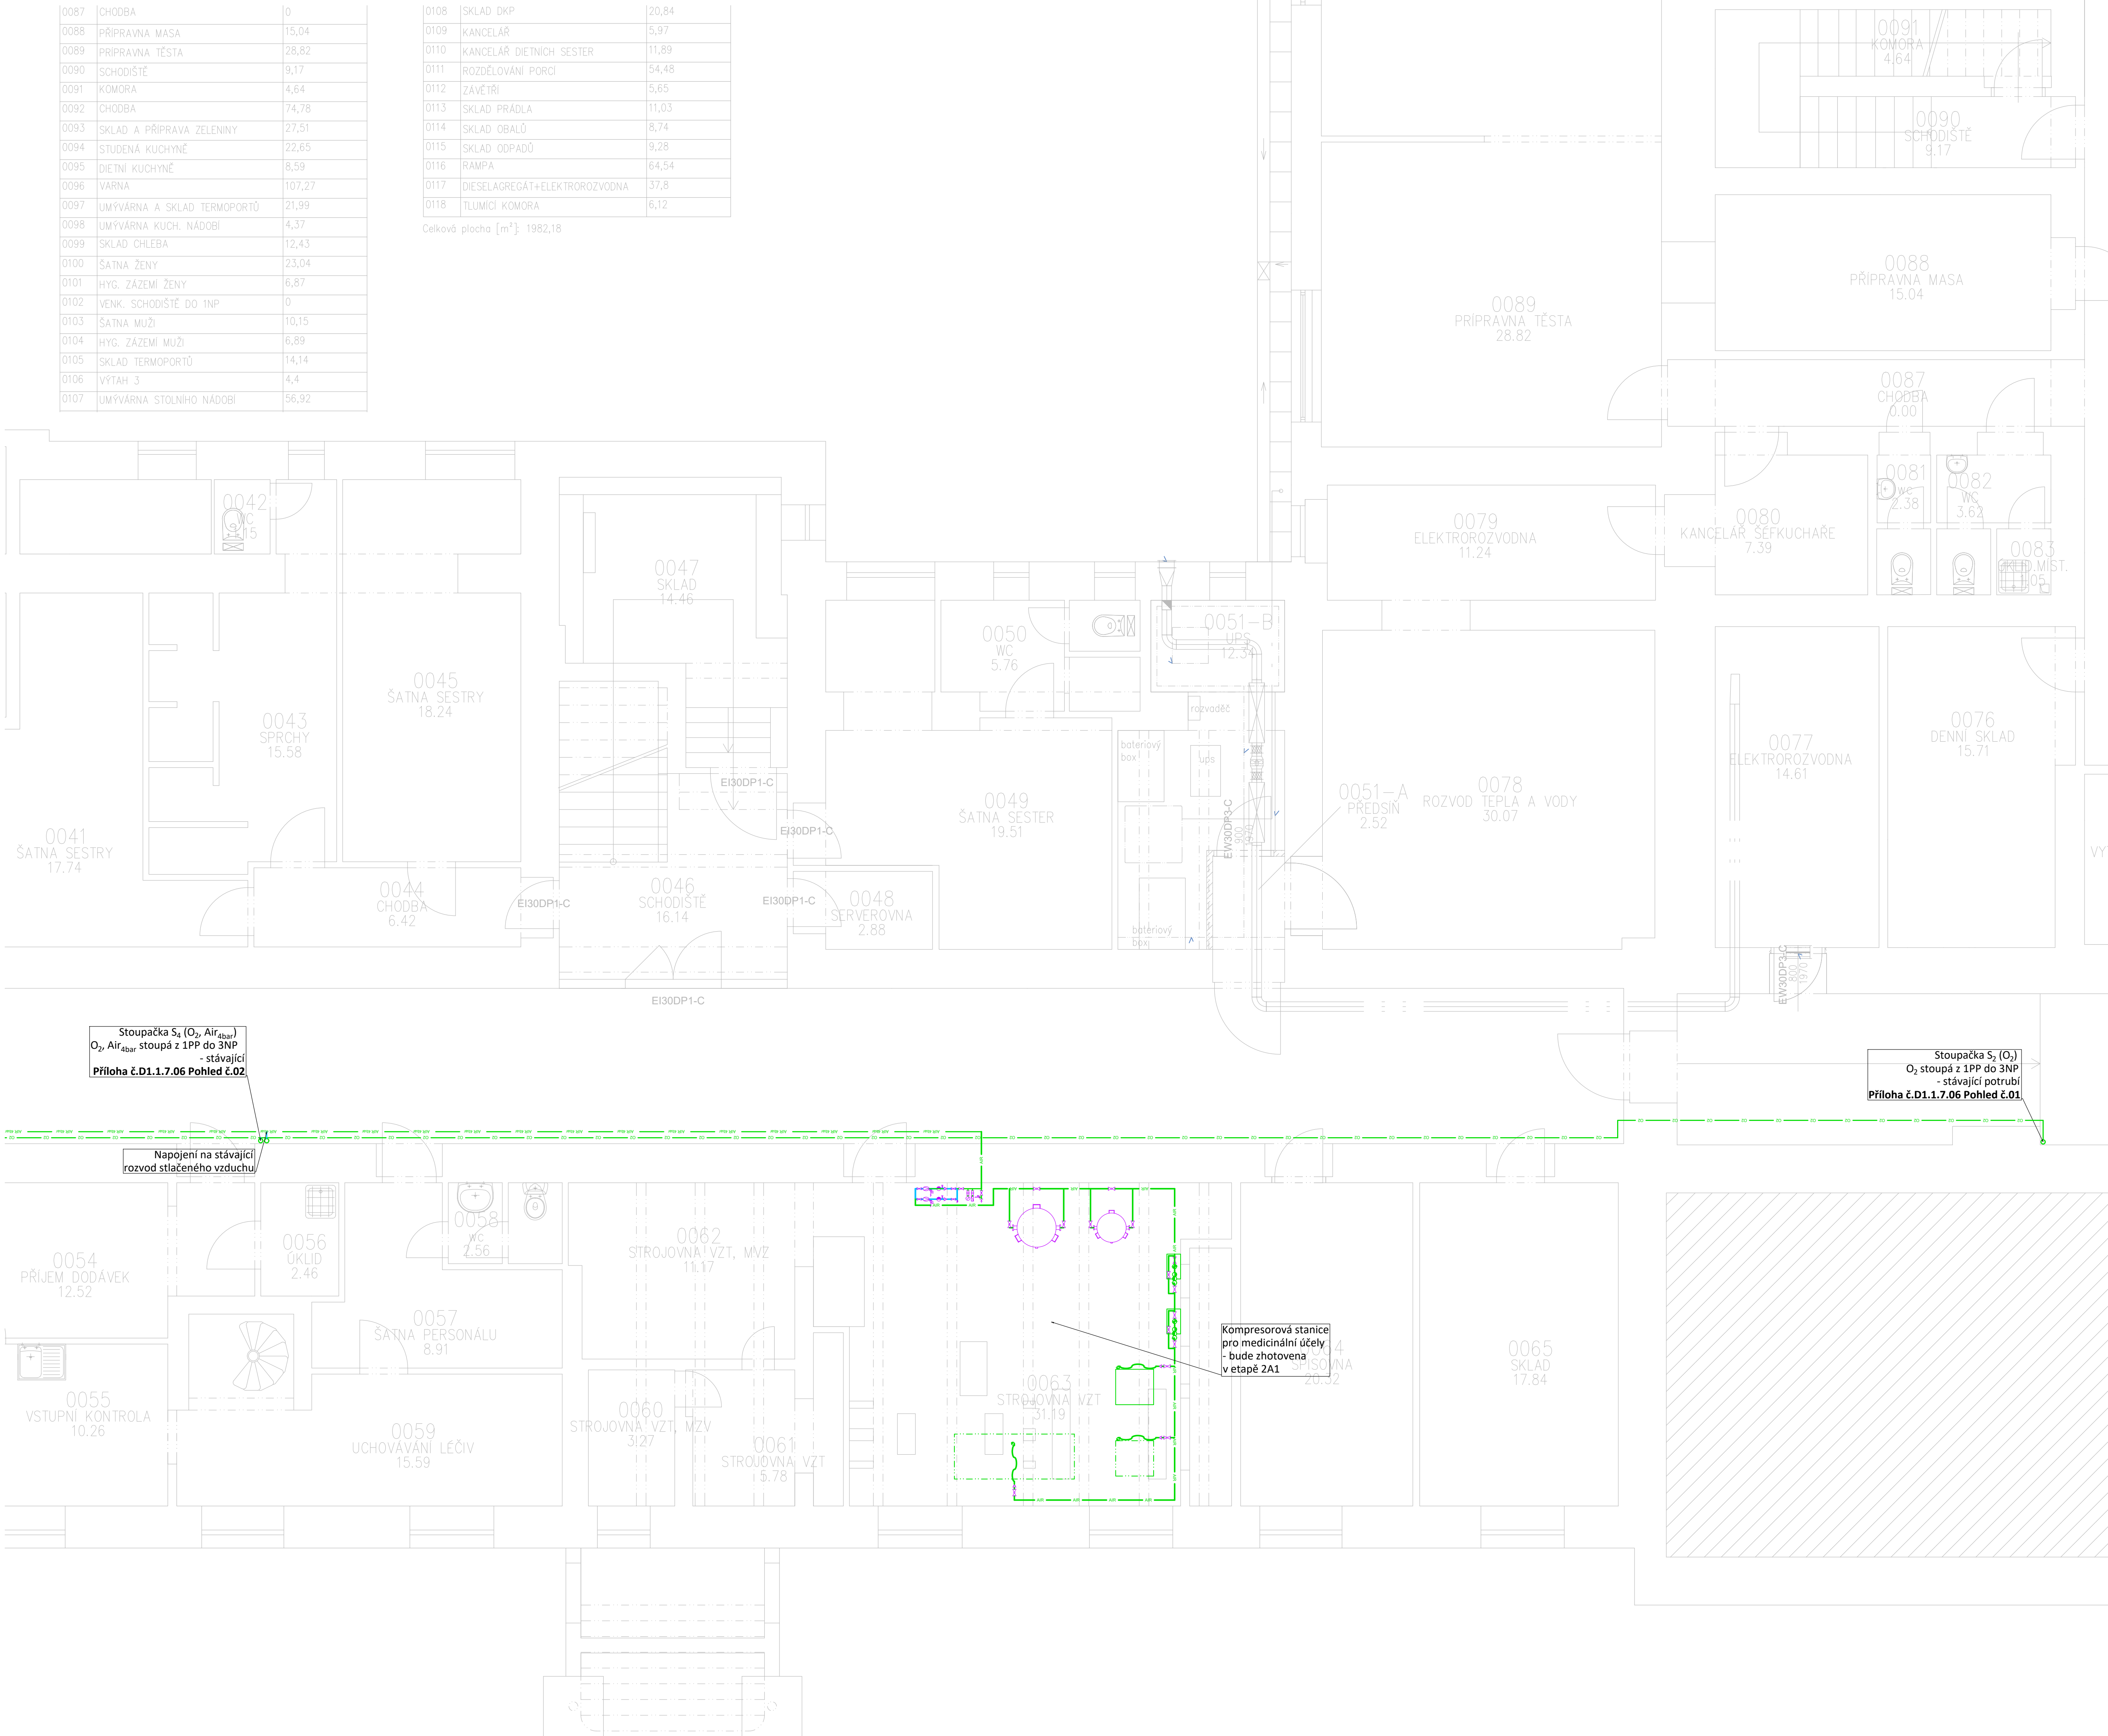 0087 CHODBA 0
0088 PŘÍPRAVNA MASA 15,04
0089 PRÍPRAVNA TĚSTA 28,82
0090 SCHODIŠTĚ 9,17
0091 KOMORA 4,64
0092 CHODBA 74,78
0093 SKLAD A PŘÍPRAVA ZELENINY 27,51
0094 STUDENÁ KUCHYNĚ 22,65
0095 DIETNÍ KUCHYNĚ 8,59
0096 VARNA 107,27
0097 UMÝVÁRNA A SKLAD TERMOPORTŮ 21,99
0098 UMÝVÁRNA KUCH. NÁDOBÍ 4,37
0099 SKLAD CHLEBA 12,43
0100 ŠATNA ŽENY 23,04
0101 HYG. ZÁZEMÍ ŽENY 6,87
0102 VENK. SCHODIŠTĚ DO 1NP 0
0103 ŠATNA MUŽI 10,15
0104 HYG. ZÁZEMÍ MUŽI 6,89
0105 SKLAD TERMOPORTŮ 14,14
0106 VÝTAH 3 4,4
0107 UMÝVÁRNA STOLNÍHO NÁDOBÍ 56,92
0108 SKLAD DKP 20,84
0109 KANCELÁŘ 5,97
0110 KANCELÁŘ DIETNÍCH SESTER 11,89
0111 ROZDĚLOVÁNÍ PORCÍ 54,48
0112 ZÁVĚTŘÍ 5,65
0113 SKLAD PRÁDLA 11,03
0114 SKLAD OBALŮ 8,74
0115 SKLAD ODPADŮ 9,28
0116 RAMPA 64,54
0117 DIESELAGREGÁT+ELEKTROROZVODNA 37,8
0118 TLUMÍCÍ KOMORA 6,12
Celková plocha [m²]: 1982,18
0091
KOMORA
4.64
0090
SCHODIŠTĚ
9.17
0088
PŘÍPRAVNA MASA
15.04
0089
PRÍPRAVNA TĚSTA
28.82
0087
CHODBA
0.00
0042
WC
0081
WC
2.38
0082
WC
3.62
0080
KANCELÁŘ ŠÉFKUCHAŘE
7.39
0079
ELEKTROROZVODNA
11.24
0083
0047
SKLAD
14.46
0050
WC
5.76
0051-B
UPS
12.34
0045
ŠATNA SESTRY
18.24
0043
SPRCHY
15.58
rozvaděč
bateriový
box
ups
0076
DENNÍ SKLAD
15.71
0077
ELEKTROROZVODNA
14.61
EI30DP1-C
0049
ŠATNA SESTER
19.51
0051-A
PŘEDSÍŇ
2.52
0078
ROZVOD TEPLA A VODY
30.07
EI30DP1-C
EW30DP3-C
900
1970
0041
ŠATNA SESTRY
17.74
VÝ
0044
CHODBA
6.42
EI30DP1-C
0046
SCHODIŠTĚ
16.14
EI30DP1-C
0048
SERVEROVNA
2.88
bateriový
box
EW30DP3-C
800
1970
EI30DP1-C
Stoupačka S₄ (O₂, Air4bar)
O₂, Air4bar stoupá z 1PP do 3NP
- stávající
Příloha č.D1.1.7.06 Pohled č.02
Stoupačka S₂ (O₂)
O₂ stoupá z 1PP do 3NP
- stávající potrubí
Příloha č.D1.1.7.06 Pohled č.01
Napojení na stávající
rozvod stlačeného vzduchu
0054
PŘÍJEM DODÁVEK
12.52
0056
ÚKLID
2.46
0058
WC
2.56
0062
STROJOVNA VZT, MVZ
11.17
0057
ŠATNA PERSONÁLU
8.91
Kompresorová stanice
pro medicinální účely
- bude zhotovena
v etapě 2A1
SPISOVNA
0065
SKLAD
17.84
0063
STROJOVNA VZT
31.19
0055
VSTUPNÍ KONTROLA
10.26
0059
UCHOVÁVÁNÍ LÉČIV
15.59
0060
STROJOVNA VZT, MZV
3.27
0061
STROJOVNA VZT
5.78